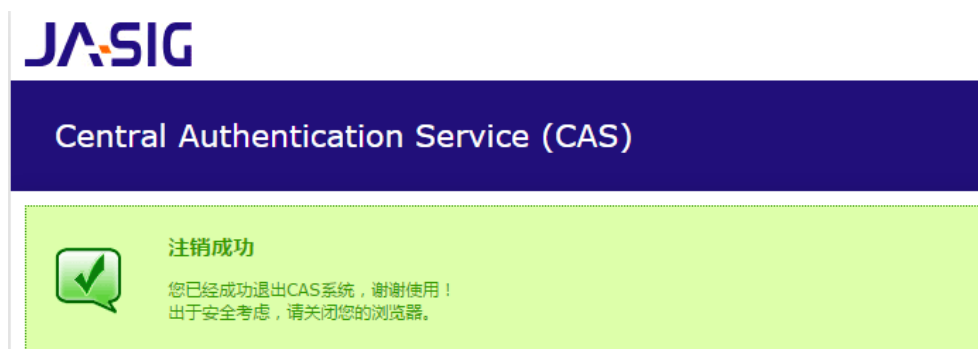 JA-SIG
Central Authentication Service (CAS)
注销成功
您已经成功退出CAS系统，谢谢使用！
出于安全考虑，请关闭您的浏览器。